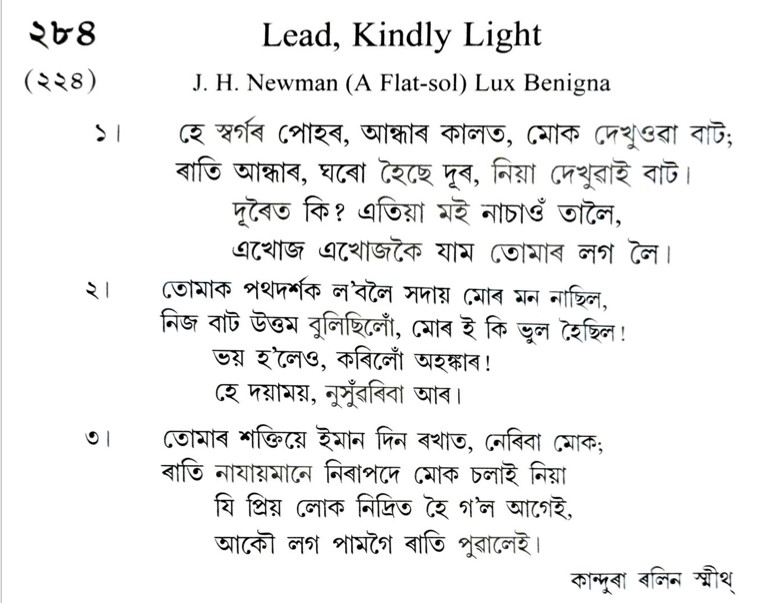 ২৮৪ Lead, Kindly Light
(২২৪) J. H. Newman (A Flat-sol) Lux Benigna
১। হে স্বৰ্গৰ পোহৰ, আন্ধাৰ কালত, মোক দেখুওৱা বাট;
ৰাতি আন্ধাৰ, ঘৰো হৈছে দূৰ, নিয়া দেখুৱাই বাট।
দূৰৈত কি? এতিয়া মই নাচাওঁ তালৈ,
এখোজ এখোজকৈ যাম তোমাৰ লগ লৈ।
২। তোমাক পথদৰ্শক ল'বলৈ সদায় মোৰ মন নাছিল,
নিজ বাট উত্তম বুলিছিলোঁ, মোৰ ই কি ভুল হৈছিল!
ভয় হ'লেও, কৰিলোঁ অহঙ্কাৰ!
হে দয়াময়, নুসুঁৱৰিবা আৰ।
৩। তোমাৰ শক্তিয়ে ইমান দিন ৰখাত, নেৰিবা মোক;
ৰাতি নাযায়মানে নিৰাপদে মোক চলাই নিয়া
যি প্ৰিয় লোক নিদ্ৰিত হৈ গ'ল আগেই,
আকৌ লগ পামগৈ ৰাতি পুৱালেই।
কান্দুৰা ৰলিন স্মীথ্